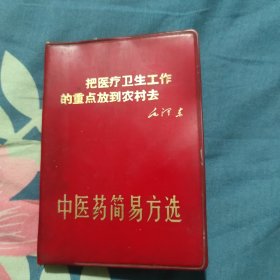 把医疗卫生工作
的重点放到农村去
毛泽东
中医药简易方选